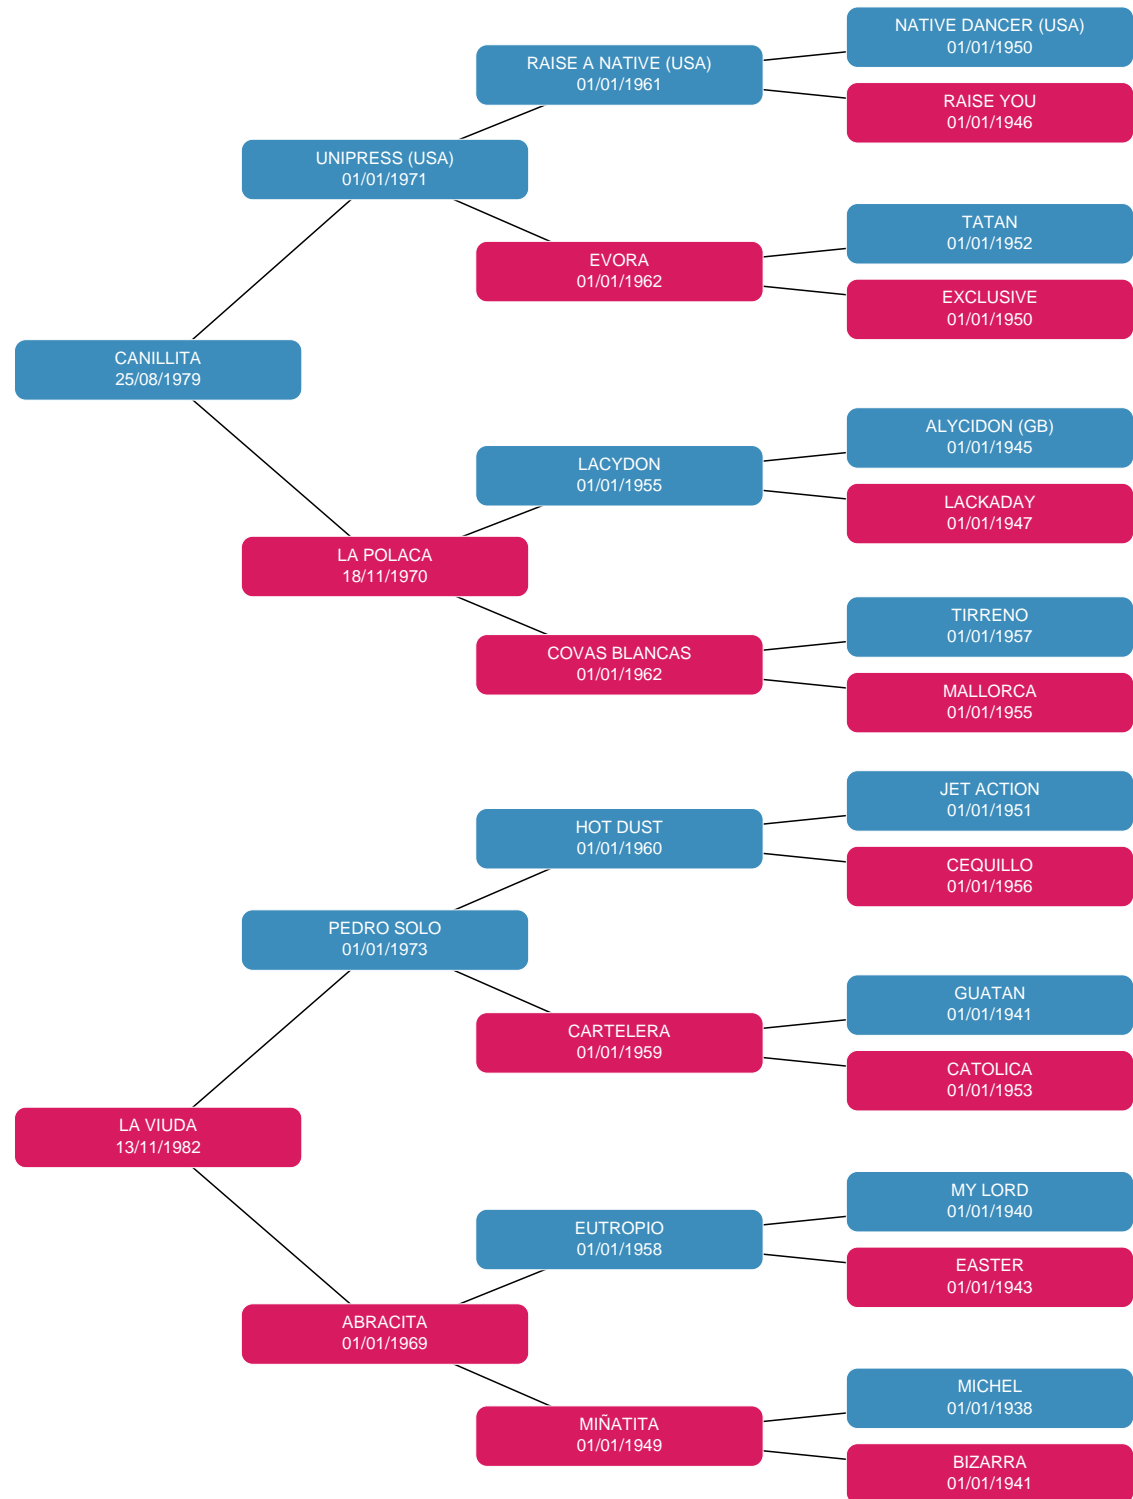 NATIVE DANCER (USA)
01/01/1950
RAISE A NATIVE (USA)
01/01/1961
RAISE YOU
01/01/1946
UNIPRESS (USA)
01/01/1971
TATAN
01/01/1952
EVORA
01/01/1962
EXCLUSIVE
01/01/1950
CANILLITA
25/08/1979
ALYCIDON (GB)
01/01/1945
LACYDON
01/01/1955
LACKADAY
01/01/1947
LA POLACA
18/11/1970
TIRRENO
01/01/1957
COVAS BLANCAS
01/01/1962
MALLORCA
01/01/1955
JET ACTION
01/01/1951
HOT DUST
01/01/1960
CEQUILLO
01/01/1956
PEDRO SOLO
01/01/1973
GUATAN
01/01/1941
CARTELERA
01/01/1959
CATOLICA
01/01/1953
LA VIUDA
13/11/1982
MY LORD
01/01/1940
EUTROPIO
01/01/1958
EASTER
01/01/1943
ABRACITA
01/01/1969
MICHEL
01/01/1938
MIÑATITA
01/01/1949
BIZARRA
01/01/1941